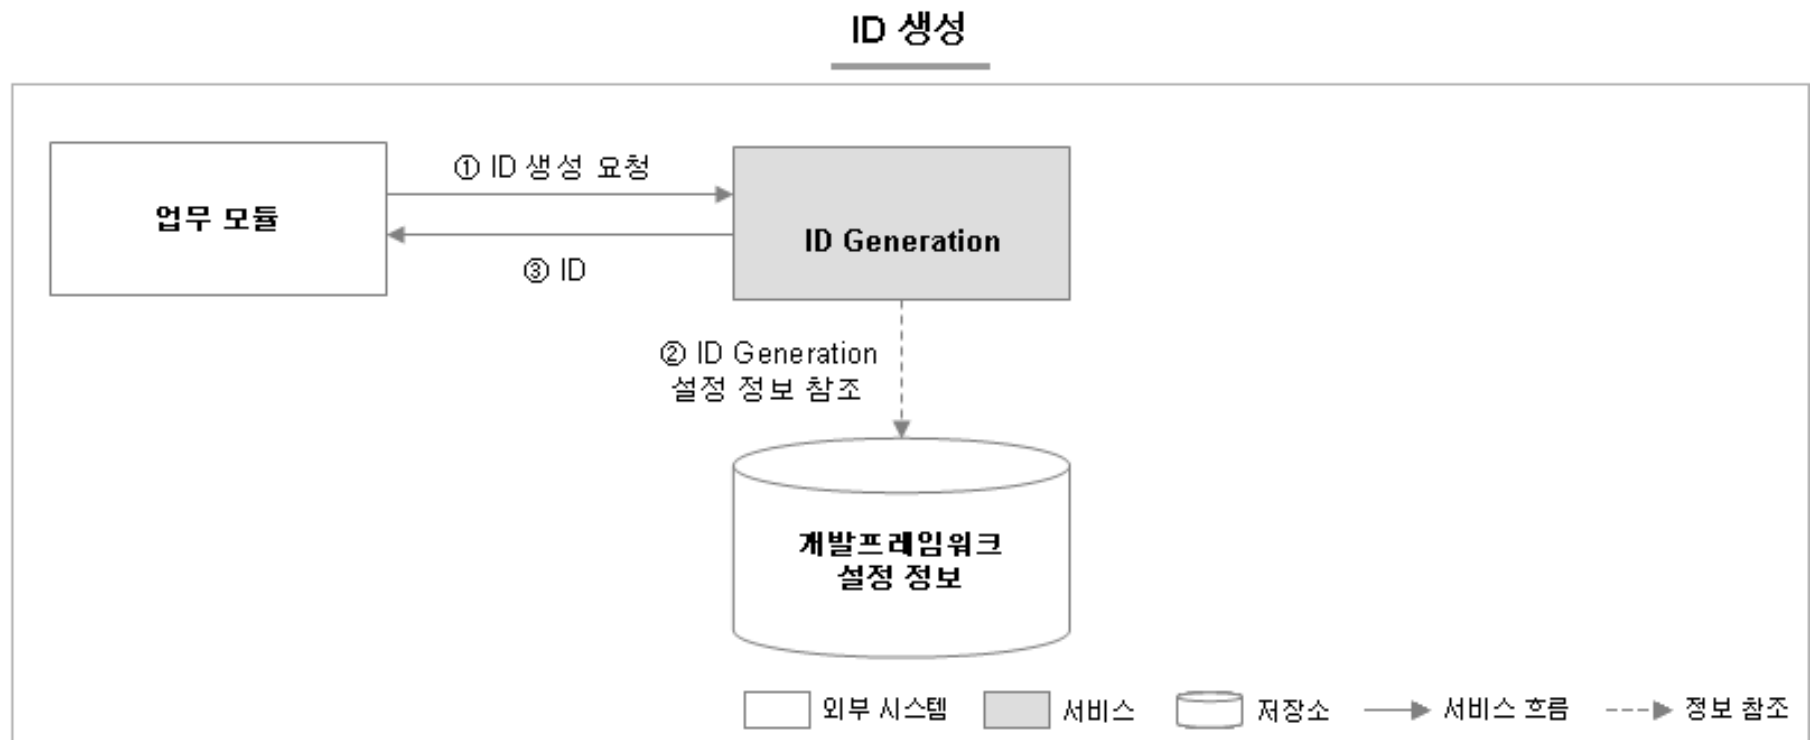 ID 생성
① ID 생성 요청
업무 모듈
ID Generation
③ ID
② ID Generation
설정 정보 참조
개발프레임워크
설정 정보
외부 시스템
서비스
저장소
서비스 흐름
정보 참조